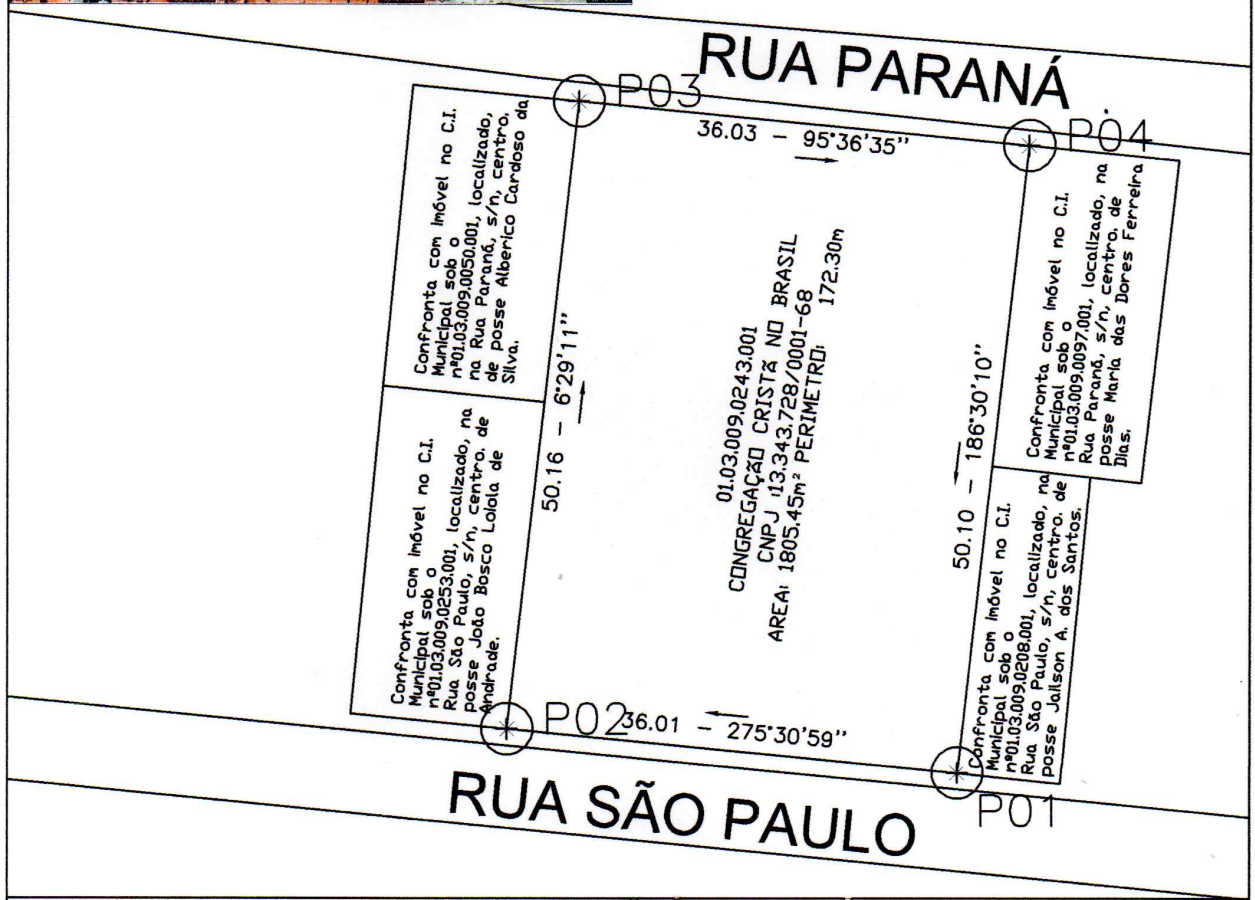 RUA PARANÁ
P03
P04
36.03 - 95°36'35"
Confronta com imóvel no C.I.
Municipal sob o
nº01.03.009.0050.001, localizado,
na Rua Paraná, s/n, centro.
de posse Alberico Cardoso da
Silva.
Confronta com imóvel no C.I.
Municipal sob o
nº01.03.009.0097.001, localizado, na
Rua Paraná, s/n, centro. de
posse Maria das Dores Ferreira
Dias.
50.16 - 6°29'11"
01.03.009.0243.001
CONGREGAÇÃO CRISTÃ NO BRASIL
CNPJ :13.343.728/0001-68
AREA: 1805.45m² PERIMETRO: 172.30m
50.10 - 186°30'10"
Confronta com imóvel no C.I.
Municipal sob o
nº01.03.009.0253.001, localizado, na
Rua São Paulo, s/n, centro. de
posse João Bosco Laiola de
Andrade.
Confronta com imóvel no C.I.
Municipal sob o
nº01.03.009.0208.001, localizado, na
Rua São Paulo, s/n, centro. de
posse Jailson A. dos Santos.
P02
36.01 - 275°30'59"
P01
RUA SÃO PAULO